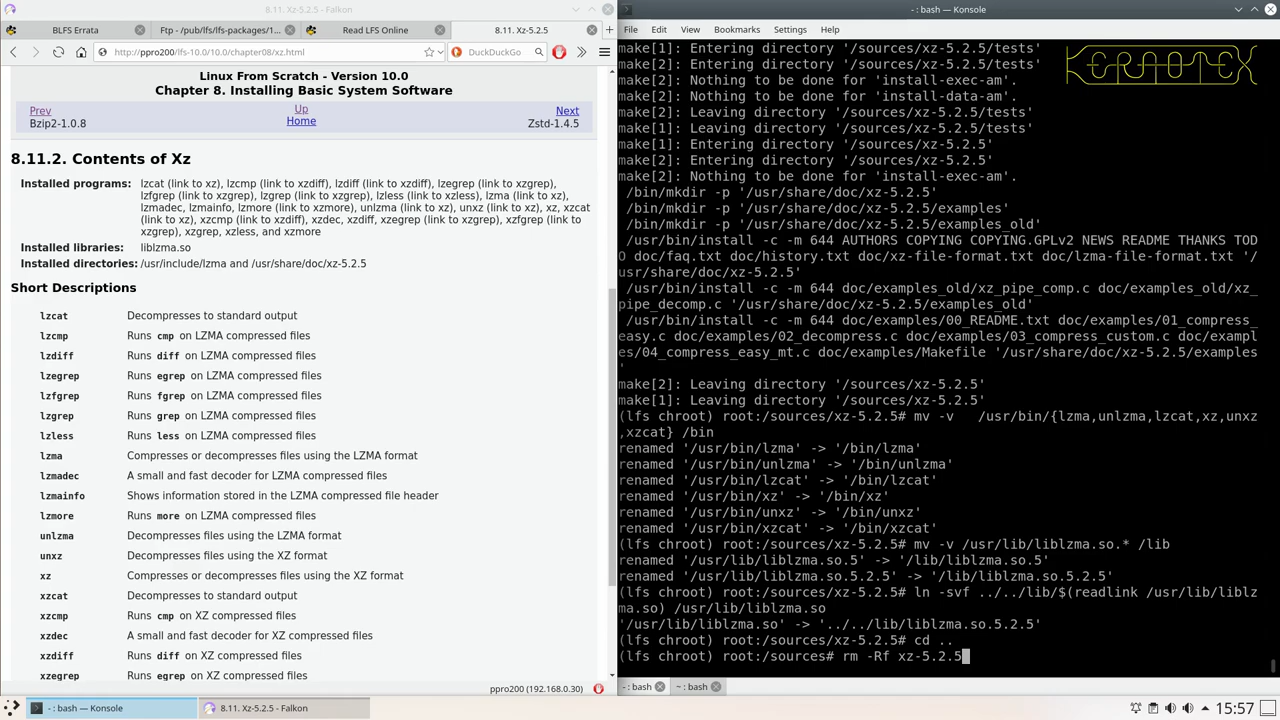 8.11. Xz-5.2.5 - Falkon
BLFS Errata
Ftp - /pub/lfs/lfs-packages/1...
Read LFS Online
8.11. Xz-5.2.5
http://ppro200/lfs-10.0/10.0/chapter08/xz.html
DuckDuckGo
Linux From Scratch - Version 10.0
Chapter 8. Installing Basic System Software
Prev
Up
Next
Bzip2-1.0.8
Home
Zstd-1.4.5
8.11.2. Contents of Xz
Installed programs: lzcat (link to xz), lzcmp (link to xzdiff), lzdiff (link to xzdiff), lzegrep (link to xzgrep),
lzfgrep (link to xzgrep), lzgrep (link to xzgrep), lzless (link to xzless), lzma (link to xz),
lzmadec, lzmainfo, lzmore (link to xzmore), unlzma (link to xz), unxz (link to xz), xz, xzcat
(link to xz), xzcmp (link to xzdiff), xzdec, xzdiff, xzegrep (link to xzgrep), xzfgrep (link to
xzgrep), xzgrep, xzless, and xzmore
Installed libraries: liblzma.so
Installed directories: /usr/include/lzma and /usr/share/doc/xz-5.2.5
Short Descriptions
lzcat Decompresses to standard output
lzcmp Runs cmp on LZMA compressed files
lzdiff Runs diff on LZMA compressed files
lzegrep Runs egrep on LZMA compressed files
lzfgrep Runs fgrep on LZMA compressed files
lzgrep Runs grep on LZMA compressed files
lzless Runs less on LZMA compressed files
lzma Compresses or decompresses files using the LZMA format
lzmadec A small and fast decoder for LZMA compressed files
lzmainfo Shows information stored in the LZMA compressed file header
lzmore Runs more on LZMA compressed files
unlzma Decompresses files using the LZMA format
unxz Decompresses files using the XZ format
xz Compresses or decompresses files using the XZ format
xzcat Decompresses to standard output
xzcmp Runs cmp on XZ compressed files
xzdec A small and fast decoder for XZ compressed files
xzdiff Runs diff on XZ compressed files
xzegrep Runs egrep on XZ compressed files
ppro200 (192.168.0.30)
- : bash — Konsole
File Edit View Bookmarks Settings Help
KERNOTEX
make[1]: Entering directory '/sources/xz-5.2.5/tests'
make[2]: Entering directory '/sources/xz-5.2.5/tests'
make[2]: Nothing to be done for 'install-exec-am'.
make[2]: Nothing to be done for 'install-data-am'.
make[2]: Leaving directory '/sources/xz-5.2.5/tests'
make[1]: Leaving directory '/sources/xz-5.2.5/tests'
make[1]: Entering directory '/sources/xz-5.2.5'
make[2]: Entering directory '/sources/xz-5.2.5'
make[2]: Nothing to be done for 'install-exec-am'.
/bin/mkdir -p '/usr/share/doc/xz-5.2.5'
/bin/mkdir -p '/usr/share/doc/xz-5.2.5/examples'
/bin/mkdir -p '/usr/share/doc/xz-5.2.5/examples_old'
/usr/bin/install -c -m 644 AUTHORS COPYING COPYING.GPLv2 NEWS README THANKS TOD
O doc/faq.txt doc/history.txt doc/xz-file-format.txt doc/lzma-file-format.txt '/
usr/share/doc/xz-5.2.5'
/usr/bin/install -c -m 644 doc/examples_old/xz_pipe_comp.c doc/examples_old/xz_
pipe_decomp.c '/usr/share/doc/xz-5.2.5/examples_old'
/usr/bin/install -c -m 644 doc/examples/00_README.txt doc/examples/01_compress_
easy.c doc/examples/02_decompress.c doc/examples/03_compress_custom.c doc/exampl
es/04_compress_easy_mt.c doc/examples/Makefile '/usr/share/doc/xz-5.2.5/examples
'
make[2]: Leaving directory '/sources/xz-5.2.5'
make[1]: Leaving directory '/sources/xz-5.2.5'
(lfs chroot) root:/sources/xz-5.2.5# mv -v   /usr/bin/{lzma,unlzma,lzcat,xz,unxz
,xzcat} /bin
renamed '/usr/bin/lzma' -> '/bin/lzma'
renamed '/usr/bin/unlzma' -> '/bin/unlzma'
renamed '/usr/bin/lzcat' -> '/bin/lzcat'
renamed '/usr/bin/xz' -> '/bin/xz'
renamed '/usr/bin/unxz' -> '/bin/unxz'
renamed '/usr/bin/xzcat' -> '/bin/xzcat'
(lfs chroot) root:/sources/xz-5.2.5# mv -v /usr/lib/liblzma.so.* /lib
renamed '/usr/lib/liblzma.so.5' -> '/lib/liblzma.so.5'
renamed '/usr/lib/liblzma.so.5.2.5' -> '/lib/liblzma.so.5.2.5'
(lfs chroot) root:/sources/xz-5.2.5# ln -svf ../../lib/$(readlink /usr/lib/liblz
ma.so) /usr/lib/liblzma.so
'/usr/lib/liblzma.so' -> '../../lib/liblzma.so.5.2.5'
(lfs chroot) root:/sources/xz-5.2.5# cd ..
(lfs chroot) root:/sources# rm -Rf xz-5.2.5
- : bash
~ : bash
- : bash — Konsole
8.11. Xz-5.2.5 - Falkon
15:57